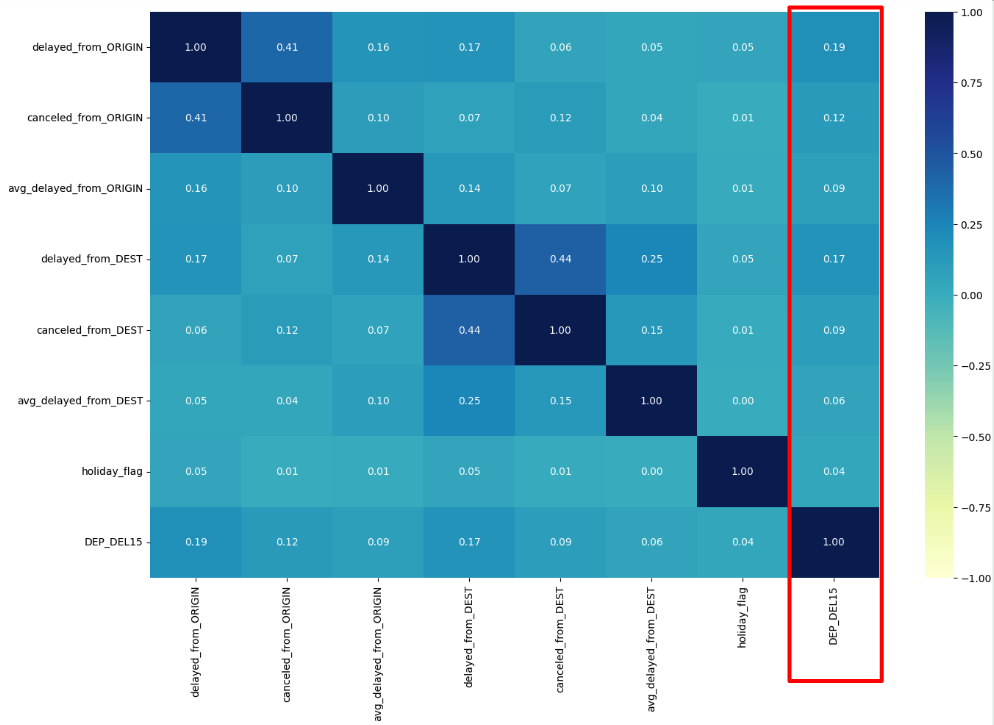 delayed_from_ORIGIN 1.00 0.41 0.16 0.17 0.06 0.05 0.05 0.19
canceled_from_ORIGIN 0.41 1.00 0.10 0.07 0.12 0.04 0.01 0.12
avg_delayed_from_ORIGIN 0.16 0.10 1.00 0.14 0.07 0.10 0.01 0.09
delayed_from_DEST 0.17 0.07 0.14 1.00 0.44 0.25 0.05 0.17
canceled_from_DEST 0.06 0.12 0.07 0.44 1.00 0.15 0.01 0.09
avg_delayed_from_DEST 0.05 0.04 0.10 0.25 0.15 1.00 0.00 0.06
holiday_flag 0.05 0.01 0.01 0.05 0.01 0.00 1.00 0.04
DEP_DEL15 0.19 0.12 0.09 0.17 0.09 0.06 0.04 1.00
delayed_from_ORIGIN
canceled_from_ORIGIN
avg_delayed_from_ORIGIN
delayed_from_DEST
canceled_from_DEST
avg_delayed_from_DEST
holiday_flag
DEP_DEL15
1.00
0.75
0.50
0.25
0.00
−0.25
−0.50
−0.75
−1.00